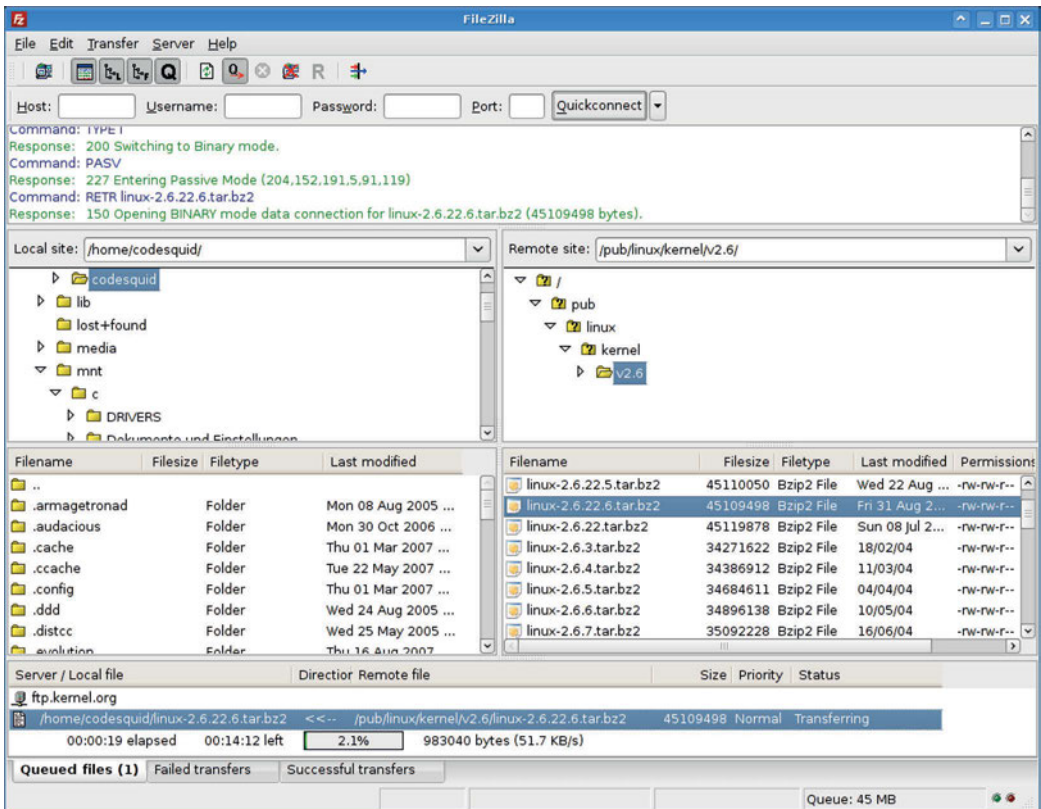 FileZilla
File Edit Transfer Server Help
Host: Username: Password: Port: Quickconnect
Command: TYPE I
Response: 200 Switching to Binary mode.
Command: PASV
Response: 227 Entering Passive Mode (204,152,191,5,91,119)
Command: RETR linux-2.6.22.6.tar.bz2
Response: 150 Opening BINARY mode data connection for linux-2.6.22.6.tar.bz2 (45109498 bytes).
Local site: /home/codesquid/
codesquid
lib
lost+found
media
mnt
c
DRIVERS
Dokumente und Einstellungen
Remote site: /pub/linux/kernel/v2.6/
/
pub
linux
kernel
v2.6
Filename Filesize Filetype Last modified
..
.armagetronad Folder Mon 08 Aug 2005 ...
.audacious Folder Mon 30 Oct 2006 ...
.cache Folder Thu 01 Mar 2007 ...
.ccache Folder Tue 22 May 2007 ...
.config Folder Thu 01 Mar 2007 ...
.ddd Folder Wed 24 Aug 2005 ...
.distcc Folder Wed 25 May 2005 ...
.evolution Folder Thu 16 Aug 2007
Filename Filesize Filetype Last modified Permissions
linux-2.6.22.5.tar.bz2 45110050 Bzip2 File Wed 22 Aug ... -rw-rw-r--
linux-2.6.22.6.tar.bz2 45109498 Bzip2 File Fri 31 Aug 2... -rw-rw-r--
linux-2.6.22.tar.bz2 45119878 Bzip2 File Sun 08 Jul 2... -rw-rw-r--
linux-2.6.3.tar.bz2 34271622 Bzip2 File 18/02/04 -rw-rw-r--
linux-2.6.4.tar.bz2 34386912 Bzip2 File 11/03/04 -rw-rw-r--
linux-2.6.5.tar.bz2 34684611 Bzip2 File 04/04/04 -rw-rw-r--
linux-2.6.6.tar.bz2 34896138 Bzip2 File 10/05/04 -rw-rw-r--
linux-2.6.7.tar.bz2 35092228 Bzip2 File 16/06/04 -rw-rw-r--
Server / Local file Direction Remote file Size Priority Status
ftp.kernel.org
/home/codesquid/linux-2.6.22.6.tar.bz2 <<-- /pub/linux/kernel/v2.6/linux-2.6.22.6.tar.bz2 45109498 Normal Transferring
00:00:19 elapsed 00:14:12 left 2.1% 983040 bytes (51.7 KB/s)
Queued files (1) Failed transfers Successful transfers
Queue: 45 MB